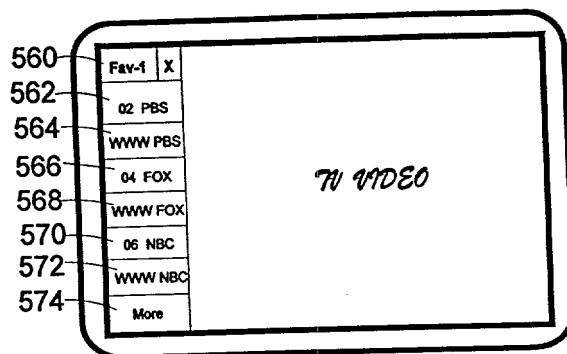 560 Fav-1 X
562 02 PBS
564 WWW PBS
566 04 FOX
TV VIDEO
568 WWW FOX
570 06 NBC
572 WWW NBC
574 More